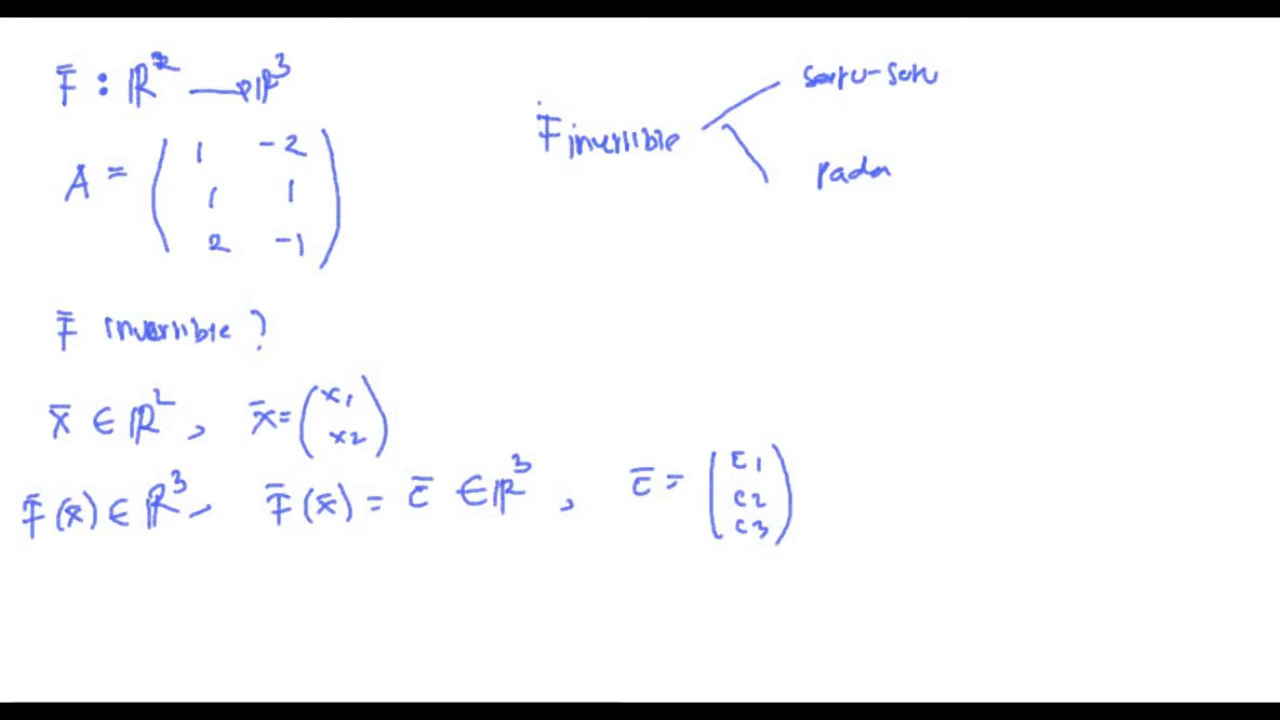 F̄ : ℝ² → ℝ³
A = ( 1 -2
1 1
2 -1 )
F̄ invertible ?
x̄ ∈ ℝ², x̄ = ( x1
x2 )
F̄(x̄) ∈ ℝ³, F̄(x̄) = c̄ ∈ ℝ³, c̄ = ( c1
c2
c3 )
F̄ invertible
satu-satu
pada